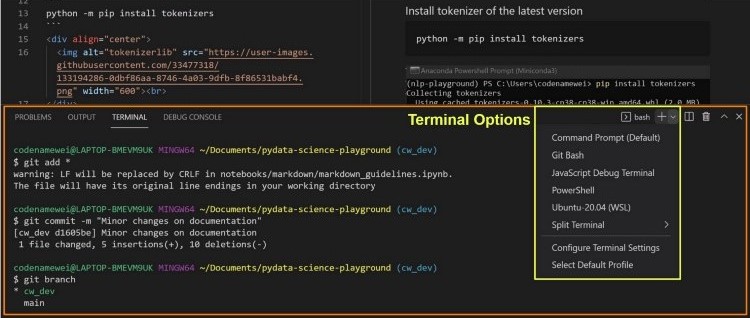 12
13 python -m pip install tokenizers
14 ```
15 <div align="center">
16 <img alt="tokenizerlib" src="https://user-images.
githubusercontent.com/33477318/
133194286-0dbf86aa-8746-4a03-9dfb-8f86531babf4.
png" width="600"><br>
17 </div>
Install tokenizer of the latest version
python -m pip install tokenizers
Anaconda Powershell Prompt (Miniconda3)
(nlp-playground) PS C:\Users\codenamewei> pip install tokenizers
Collecting tokenizers
Using cached tokenizers-0.10.3-cp38-cp38-win_amd64.whl (2.0 MB)
PROBLEMS OUTPUT TERMINAL DEBUG CONSOLE
Terminal Options
bash
codenamewei@LAPTOP-BMEVM9UK MINGW64 ~/Documents/pydata-science-playground (cw_dev)
$ git add *
warning: LF will be replaced by CRLF in notebooks/markdown/markdown_guidelines.ipynb.
The file will have its original line endings in your working directory
codenamewei@LAPTOP-BMEVM9UK MINGW64 ~/Documents/pydata-science-playground (cw_dev)
$ git commit -m "Minor changes on documentation"
[cw_dev d1605be] Minor changes on documentation
1 file changed, 5 insertions(+), 10 deletions(-)
codenamewei@LAPTOP-BMEVM9UK MINGW64 ~/Documents/pydata-science-playground (cw_dev)
$ git branch
* cw_dev
main
Command Prompt (Default)
Git Bash
JavaScript Debug Terminal
PowerShell
Ubuntu-20.04 (WSL)
Split Terminal
Configure Terminal Settings
Select Default Profile